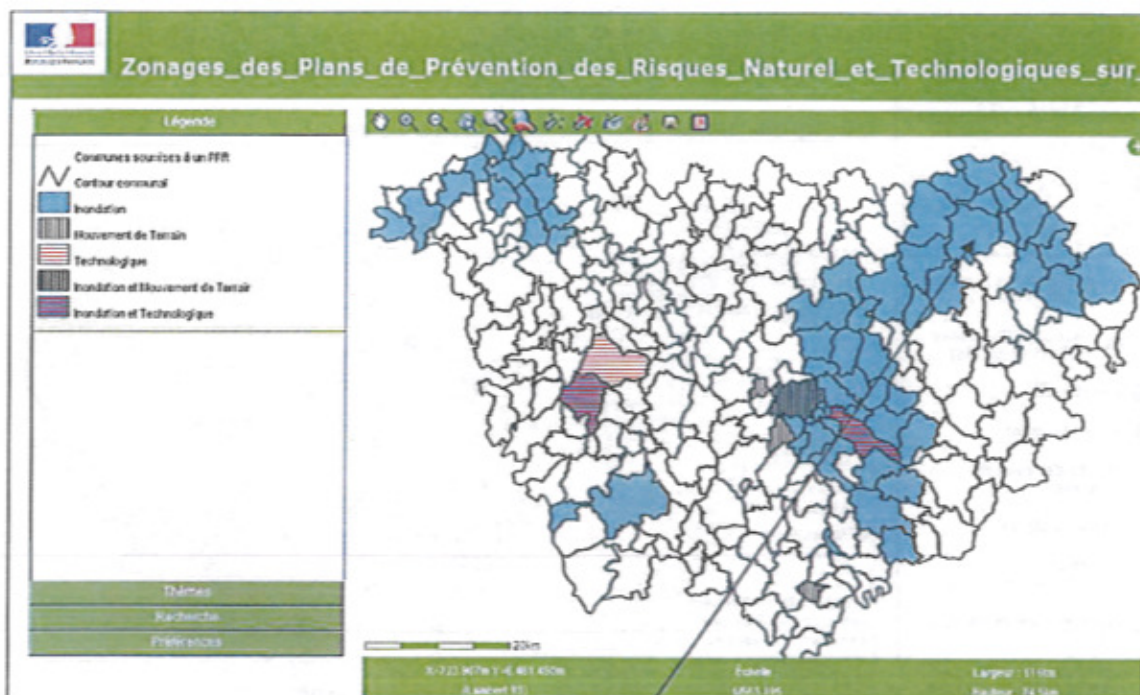 Zonages_des_Plans_de_Prévention_des_Risques_Naturel_et_Technologiques_sur_
Légende
Communes soumises à un PPR
Contour communal
Inondation
Mouvement de Terrain
Technologique
Inondation et Mouvement de Terrain
Inondation et Technologique
Thèmes
Recherche
Préférences
20km
Échelle